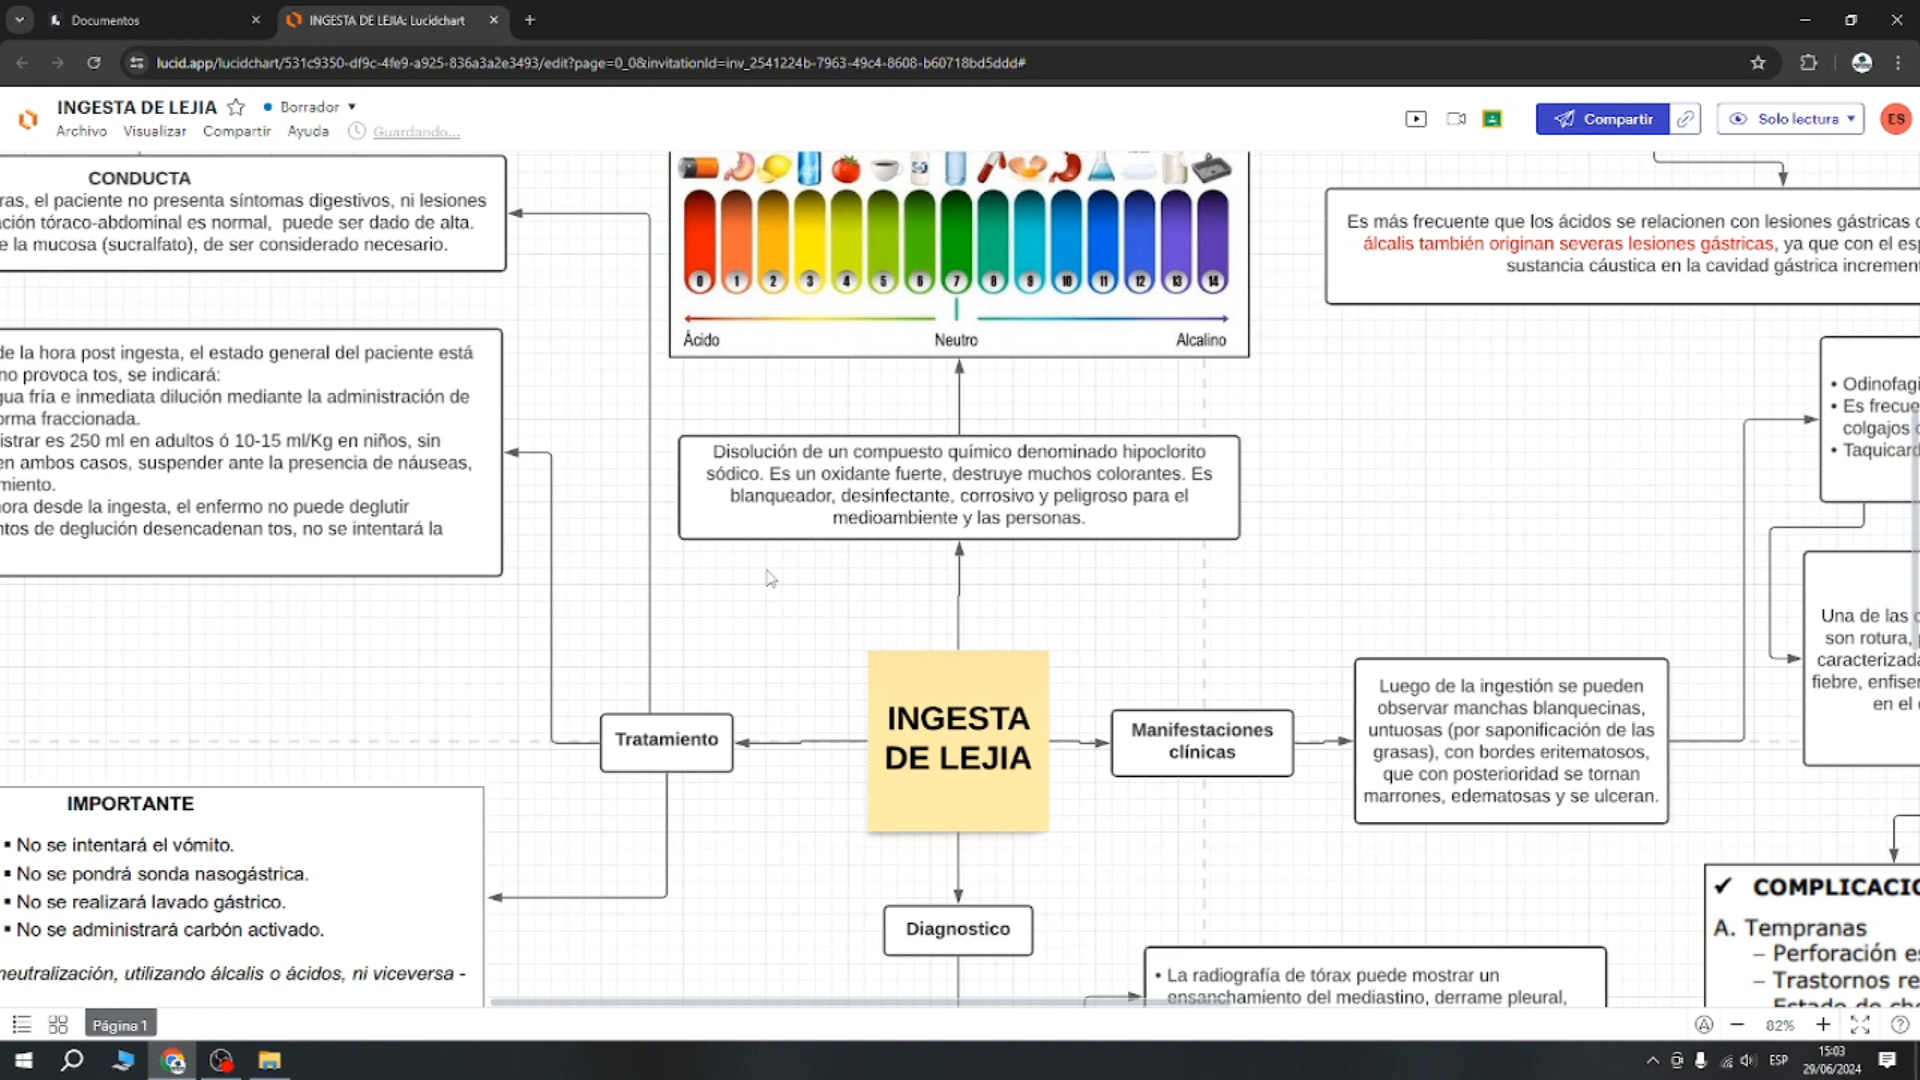 Documentos
INGESTA DE LEJIA: Lucidchart
lucid.app/lucidchart/531c9350-df9c-4fe9-a925-836a3a2e3493/edit?page=0_0&invitationId=inv_2541224b-7963-49c4-8608-b60718bd5ddd#
INGESTA DE LEJIA
Borrador
Archivo Visualizar Compartir Ayuda Guardando...
Compartir
Solo lectura
ES
CONDUCTA
ras, el paciente no presenta síntomas digestivos, ni lesiones
ación tóraco-abdominal es normal, puede ser dado de alta.
e la mucosa (sucralfato), de ser considerado necesario.
0 1 2 3 4 5 6 7 8 9 10 11 12 13 14
Ácido Neutro Alcalino
Es más frecuente que los ácidos se relacionen con lesiones gástricas
álcalis también originan severas lesiones gástricas, ya que con el esp
sustancia cáustica en la cavidad gástrica increment
de la hora post ingesta, el estado general del paciente está
no provoca tos, se indicará:
gua fría e inmediata dilución mediante la administración de
orma fraccionada.
istrar es 250 ml en adultos ó 10-15 ml/Kg en niños, sin
en ambos casos, suspender ante la presencia de náuseas,
miento.
hora desde la ingesta, el enfermo no puede deglutir
ntos de deglución desencadenan tos, no se intentará la
Disolución de un compuesto químico denominado hipoclorito
sódico. Es un oxidante fuerte, destruye muchos colorantes. Es
blanqueador, desinfectante, corrosivo y peligroso para el
medioambiente y las personas.
• Odinofagi
• Es frecue
colgajos
• Taquicard
Una de las
son rotura,
caracterizada
fiebre, enfiser
en el
INGESTA
DE LEJIA
Tratamiento
Manifestaciones
clínicas
Luego de la ingestión se pueden
observar manchas blanquecinas,
untuosas (por saponificación de las
grasas), con bordes eritematosos,
que con posterioridad se tornan
marrones, edematosas y se ulceran.
IMPORTANTE
▪ No se intentará el vómito.
▪ No se pondrá sonda nasogástrica.
▪ No se realizará lavado gástrico.
▪ No se administrará carbón activado.
neutralización, utilizando álcalis o ácidos, ni viceversa -
Diagnostico
• La radiografía de tórax puede mostrar un
ensanchamiento del mediastino, derrame pleural,
✓ COMPLICACIO
A. Tempranas
– Perforación es
– Trastornos re
Página 1
82%
ESP
15:03
29/06/2024